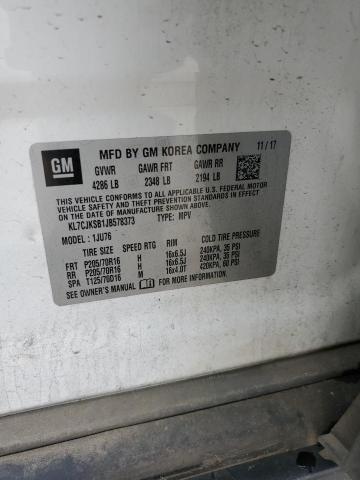 GM
MFD BY GM KOREA COMPANY 11/17
GVWR GAWR FRT GAWR RR
4286 LB 2348 LB 2194 LB
THIS VEHICLE CONFORMS TO ALL APPLICABLE U.S. FEDERAL MOTOR
VEHICLE SAFETY AND THEFT PREVENTION STANDARDS IN EFFECT ON THE DATE OF
MANUFACTURE SHOWN ABOVE.
KL7CJKSB1JB578373 TYPE: MPV
MODEL: 1JU76
TIRE SIZE SPEED RTG RIM COLD TIRE PRESSURE
FRT P205/70R16 H 16x6.5J 240KPA, 35 PSI
RR P205/70R16 H 16x6.5J 240KPA, 35 PSI
SPA T125/70D16 M 16x4.0T 420KPA, 60 PSI
SEE OWNER'S MANUAL FOR MORE INFORMATION.